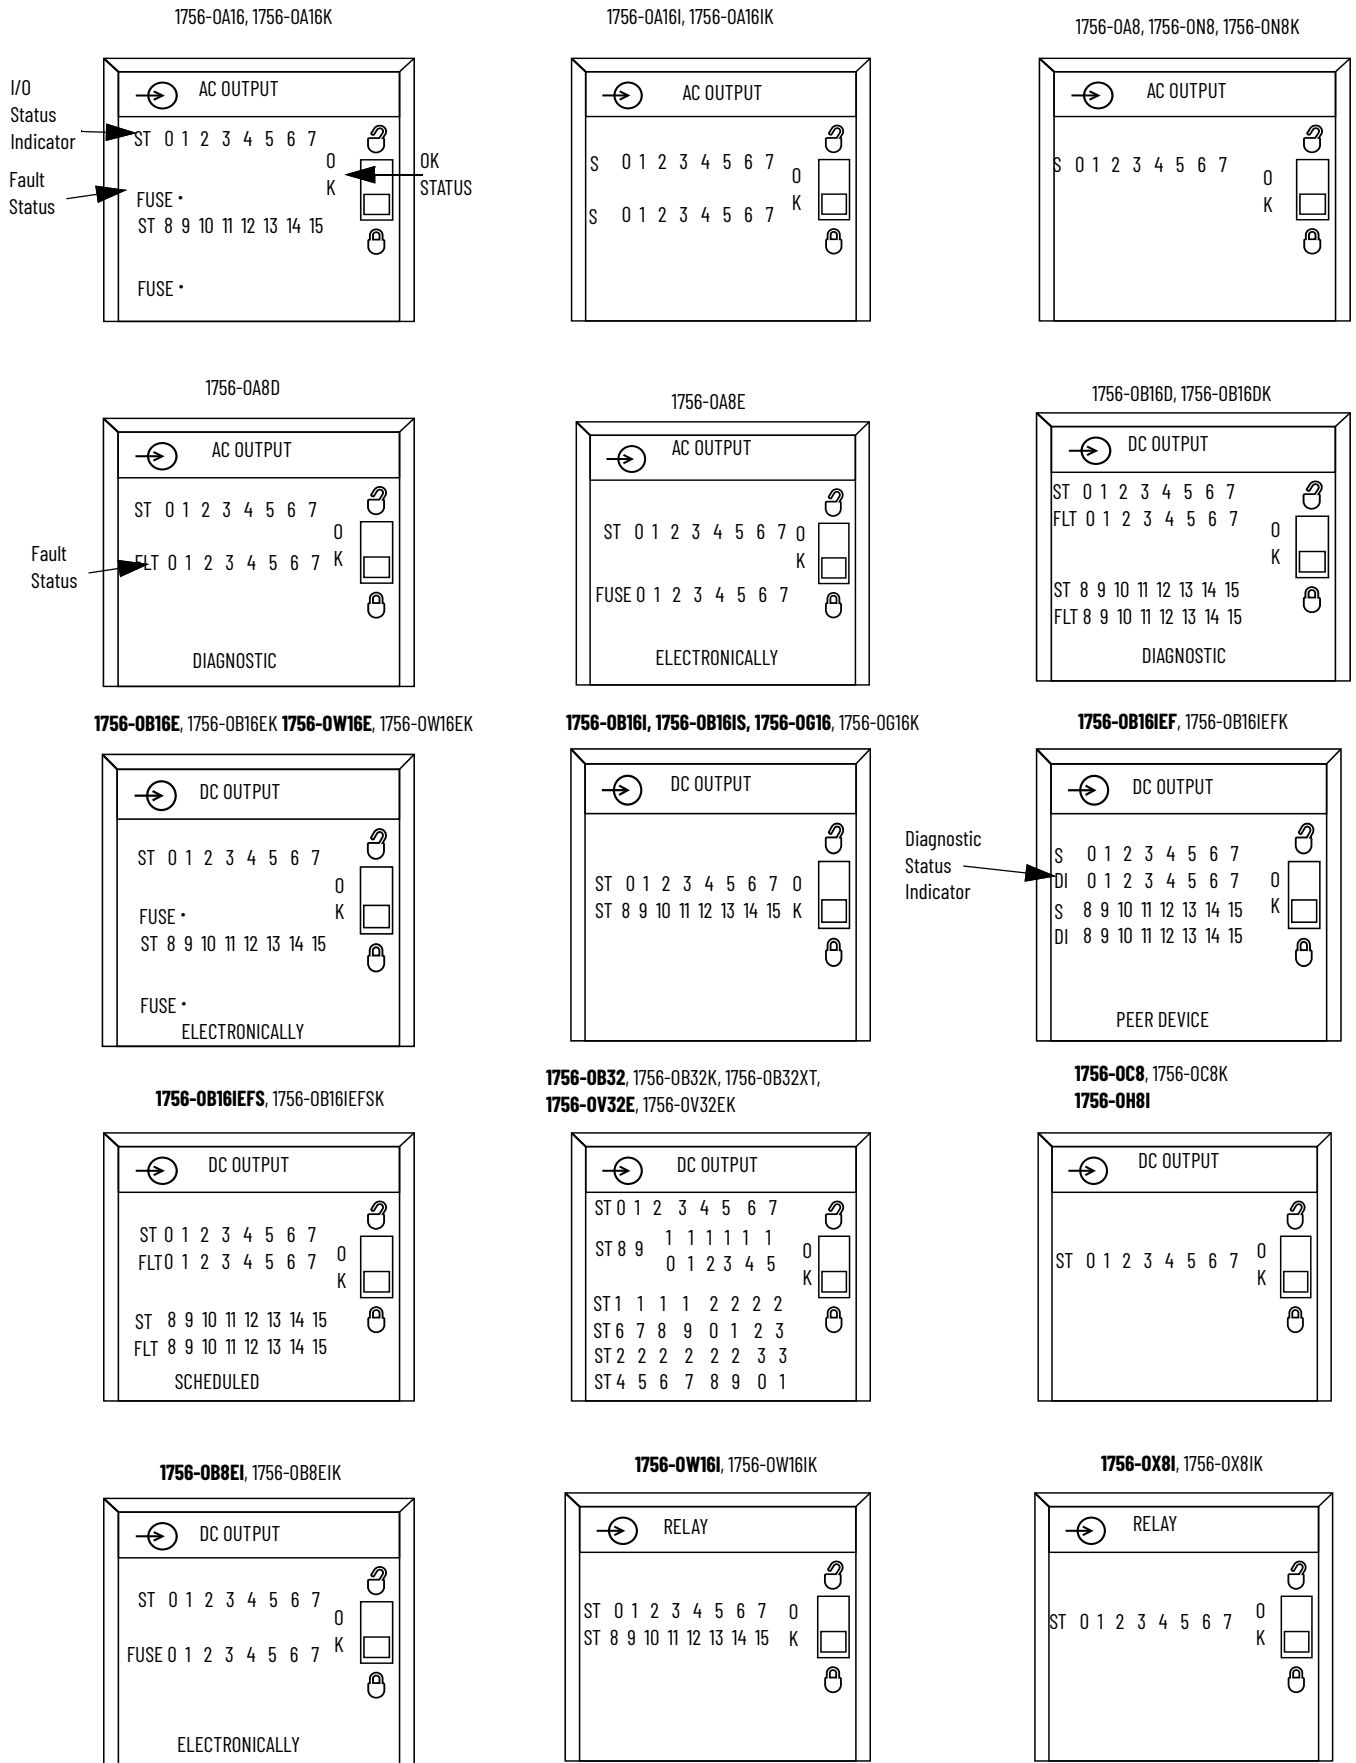 1756-OA16, 1756-OA16K
I/O
Status
Indicator
Fault
Status
AC OUTPUT
ST 0 1 2 3 4 5 6 7
O
K
OK
STATUS
FUSE •
ST 8 9 10 11 12 13 14 15
FUSE •
1756-OA16I, 1756-OA16IK
AC OUTPUT
S 0 1 2 3 4 5 6 7
S 0 1 2 3 4 5 6 7
O
K
1756-OA8, 1756-ON8, 1756-ON8K
AC OUTPUT
S 0 1 2 3 4 5 6 7
O
K
1756-OA8D
AC OUTPUT
ST 0 1 2 3 4 5 6 7
Fault
Status
FLT 0 1 2 3 4 5 6 7
O
K
DIAGNOSTIC
1756-OA8E
AC OUTPUT
ST 0 1 2 3 4 5 6 7
O
K
FUSE 0 1 2 3 4 5 6 7
ELECTRONICALLY
1756-OB16D, 1756-OB16DK
DC OUTPUT
ST 0 1 2 3 4 5 6 7
FLT 0 1 2 3 4 5 6 7
O
K
ST 8 9 10 11 12 13 14 15
FLT 8 9 10 11 12 13 14 15
DIAGNOSTIC
1756-OB16E, 1756-OB16EK 1756-OW16E, 1756-OW16EK
DC OUTPUT
ST 0 1 2 3 4 5 6 7
O
K
FUSE •
ST 8 9 10 11 12 13 14 15
FUSE •
ELECTRONICALLY
1756-OB16I, 1756-OB16IS, 1756-OG16, 1756-OG16K
DC OUTPUT
ST 0 1 2 3 4 5 6 7 O
ST 8 9 10 11 12 13 14 15 K
1756-OB16IEF, 1756-OB16IEFK
DC OUTPUT
Diagnostic
Status
Indicator
S 0 1 2 3 4 5 6 7
DI 0 1 2 3 4 5 6 7
S 8 9 10 11 12 13 14 15
DI 8 9 10 11 12 13 14 15
O
K
PEER DEVICE
1756-OB16IEFS, 1756-OB16IEFSK
DC OUTPUT
ST 0 1 2 3 4 5 6 7
FLT 0 1 2 3 4 5 6 7
O
K
ST 8 9 10 11 12 13 14 15
FLT 8 9 10 11 12 13 14 15
SCHEDULED
1756-OB32, 1756-OB32K, 1756-OB32XT,
1756-OV32E, 1756-OV32EK
DC OUTPUT
ST 0 1 2 3 4 5 6 7
ST 8 9 1 1 1 1 1 1
0 1 2 3 4 5
O
K
ST 1 1 1 1 2 2 2 2
ST 6 7 8 9 0 1 2 3
ST 2 2 2 2 2 2 3 3
ST 4 5 6 7 8 9 0 1
1756-OC8, 1756-OC8K
1756-OH8I
DC OUTPUT
ST 0 1 2 3 4 5 6 7
O
K
1756-OB8EI, 1756-OB8EIK
DC OUTPUT
ST 0 1 2 3 4 5 6 7
O
K
FUSE 0 1 2 3 4 5 6 7
ELECTRONICALLY
1756-OW16I, 1756-OW16IK
RELAY
ST 0 1 2 3 4 5 6 7 O
ST 8 9 10 11 12 13 14 15 K
1756-OX8I, 1756-OX8IK
RELAY
ST 0 1 2 3 4 5 6 7
O
K